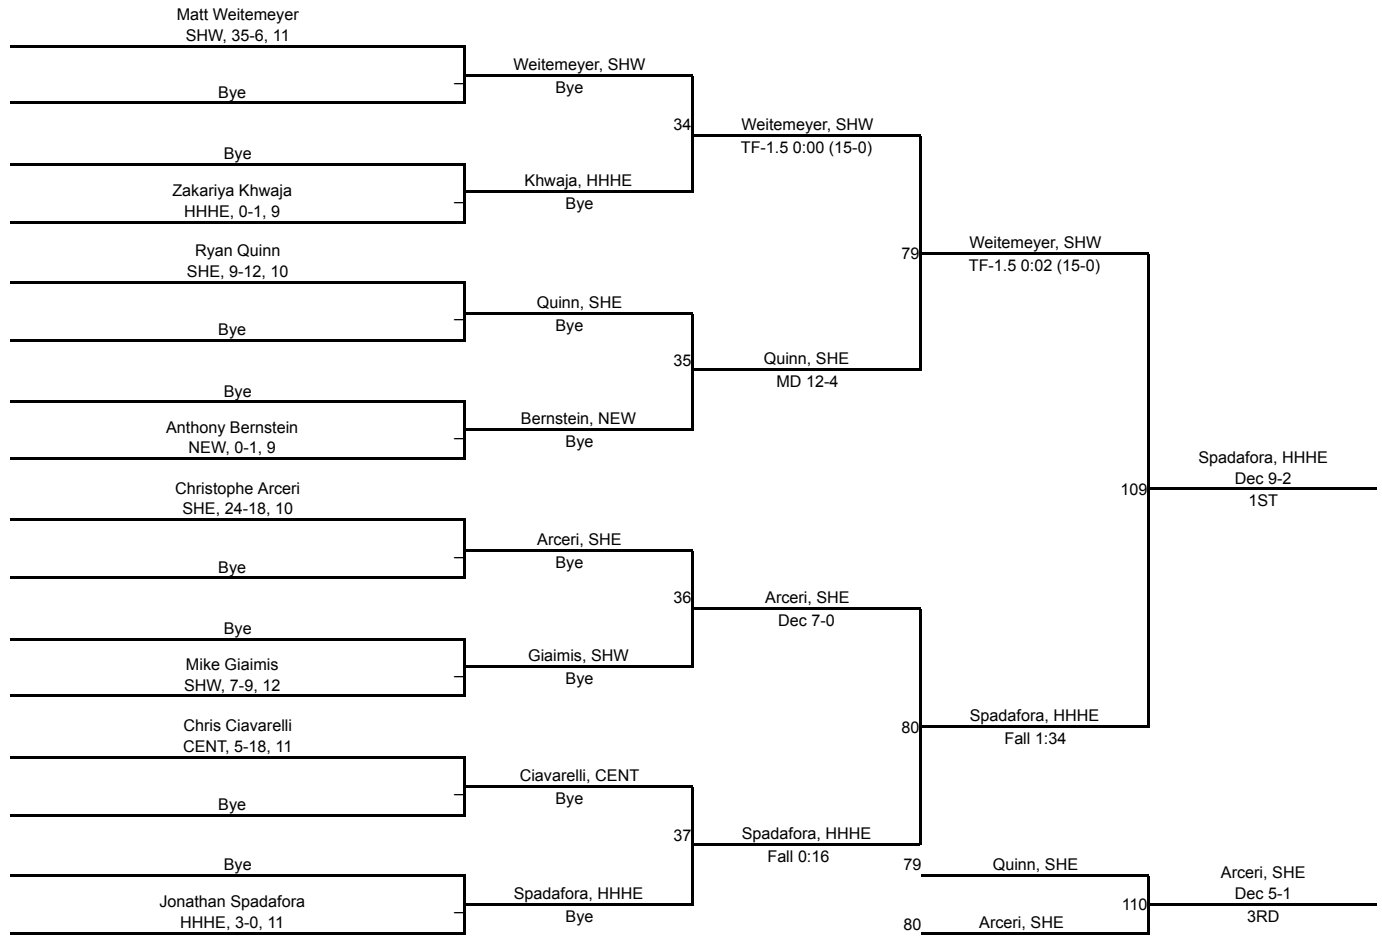 Matt Weitemeyer
SHW, 35-6, 11
Bye
Bye
Zakariya Khwaja
HHHE, 0-1, 9
Ryan Quinn
SHE, 9-12, 10
Bye
Bye
Anthony Bernstein
NEW, 0-1, 9
Christophe Arceri
SHE, 24-18, 10
Bye
Bye
Mike Giaimis
SHW, 7-9, 12
Chris Ciavarelli
CENT, 5-18, 11
Bye
Bye
Jonathan Spadafora
HHHE, 3-0, 11
Weitemeyer, SHW
Bye
34
Khwaja, HHHE
Bye
Quinn, SHE
Bye
35
Bernstein, NEW
Bye
Arceri, SHE
Bye
36
Giaimis, SHW
Bye
Ciavarelli, CENT
Bye
37
Spadafora, HHHE
Bye
Weitemeyer, SHW
TF-1.5 0:00 (15-0)
79
Quinn, SHE
MD 12-4
Arceri, SHE
Dec 7-0
80
Spadafora, HHHE
Fall 0:16
Weitemeyer, SHW
TF-1.5 0:02 (15-0)
109
Spadafora, HHHE
Fall 1:34
Spadafora, HHHE
Dec 9-2
1ST
79
Quinn, SHE
110
80
Arceri, SHE
Arceri, SHE
Dec 5-1
3RD